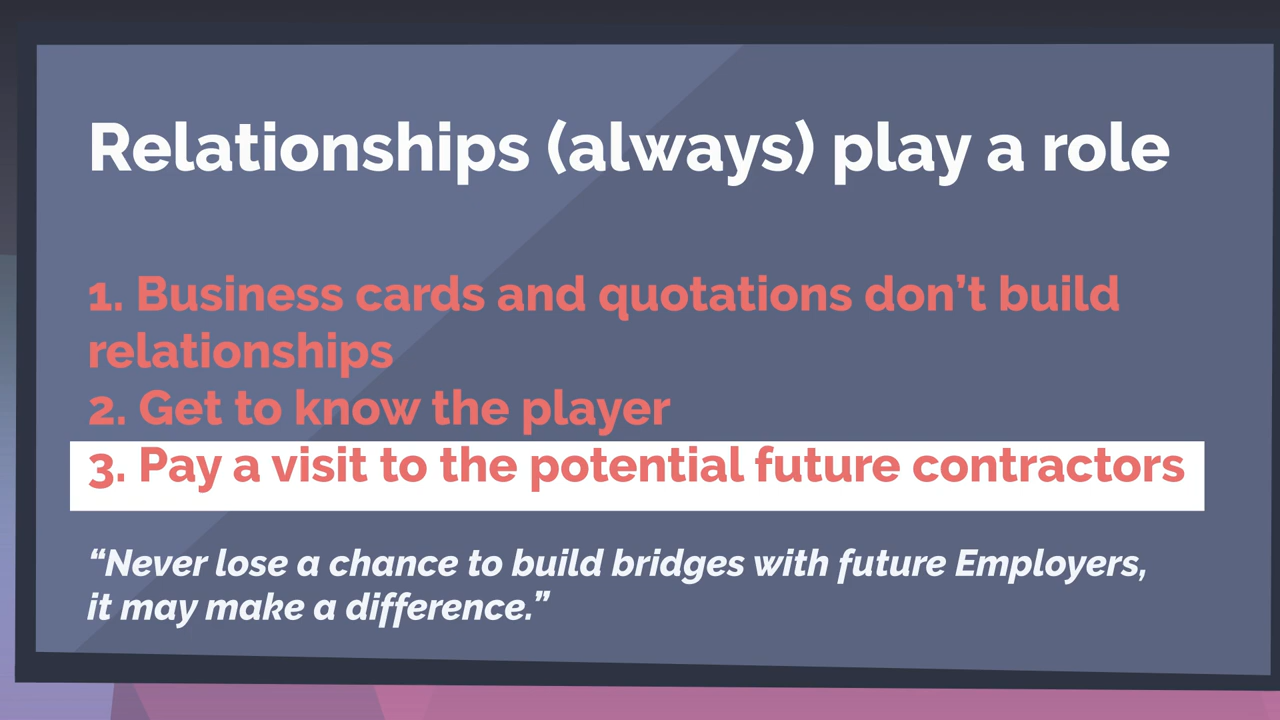 Relationships (always) play a role
1. Business cards and quotations don’t build
relationships
2. Get to know the player
3. Pay a visit to the potential future contractors
“Never lose a chance to build bridges with future Employers,
it may make a difference.”